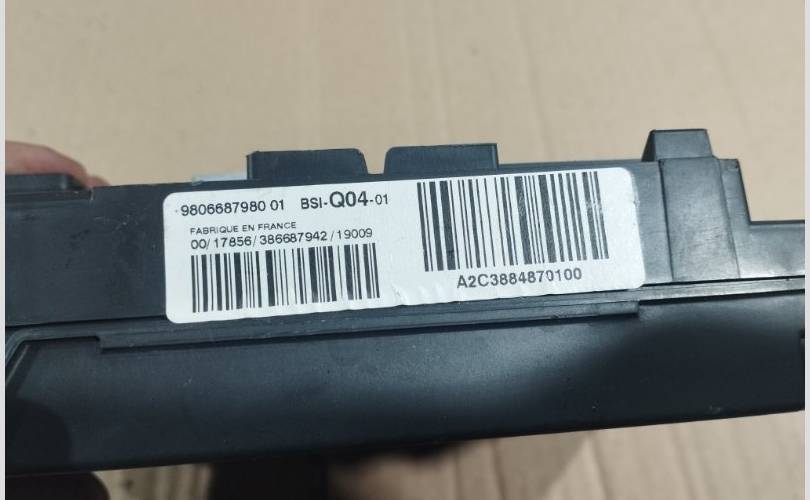 9806687980 01 BSI-Q04-01
FABRIQUE EN FRANCE
00/17856/386687942/19009
A2C3884870100